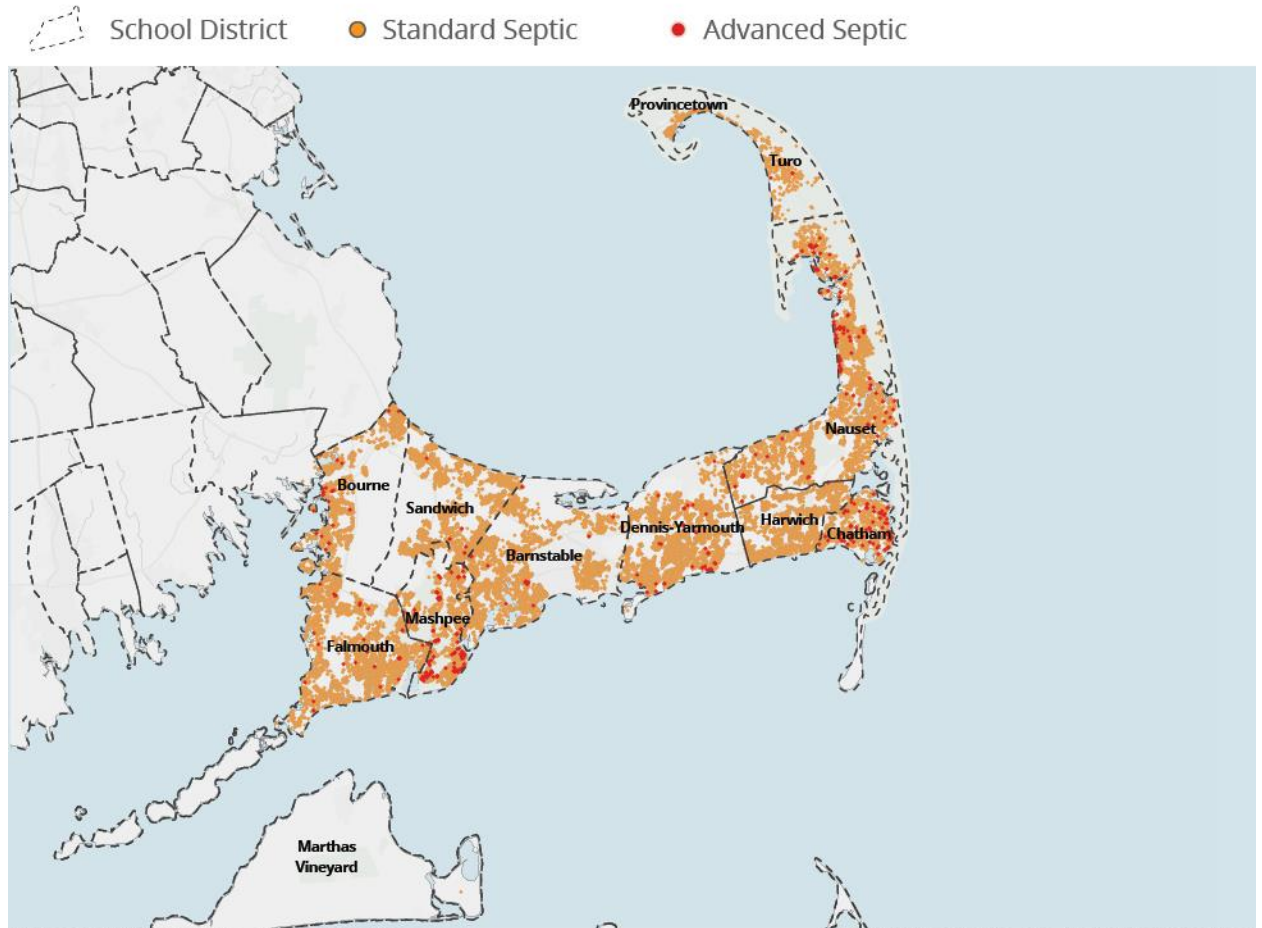 School District
Standard Septic
Advanced Septic
Provincetown
Turo
Nauset
Bourne
Sandwich
Dennis-Yarmouth
Harwich
Chatham
Barnstable
Mashpee
Falmouth
Marthas
Vineyard